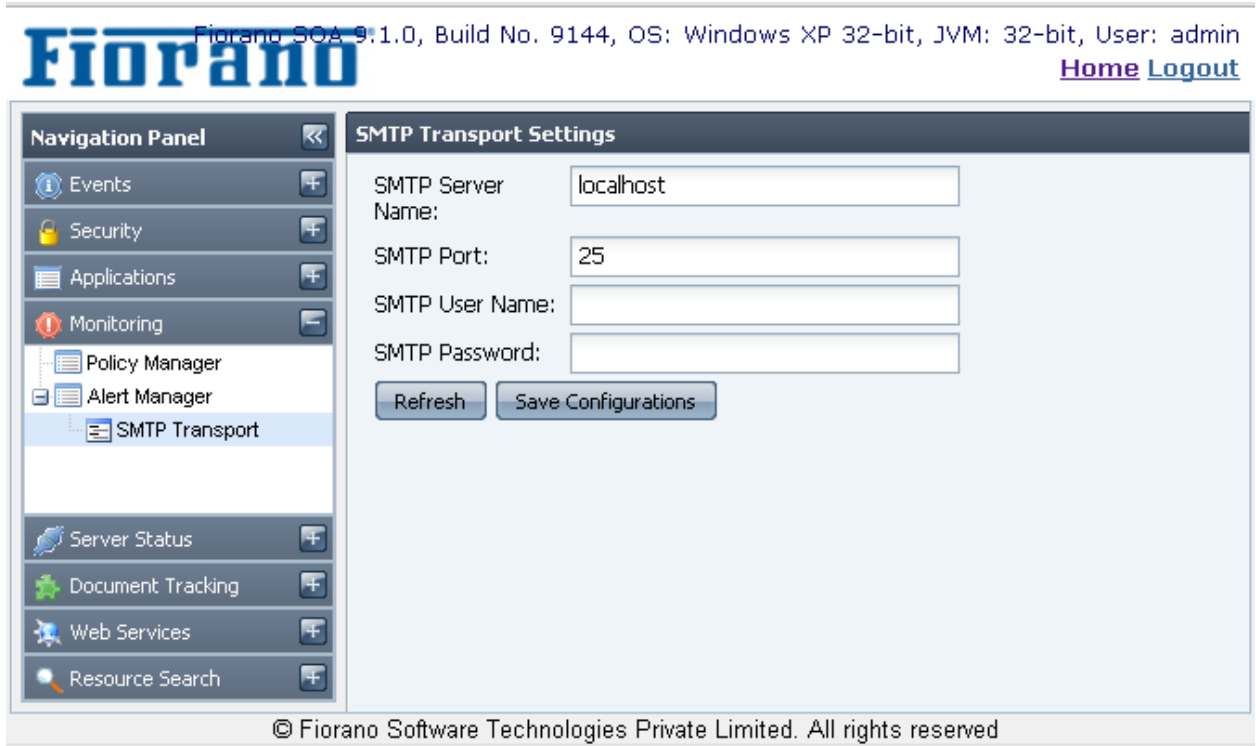 Fiorano SOA 9.1.0, Build No. 9144, OS: Windows XP 32-bit, JVM: 32-bit, User: admin
Fiorano
Home Logout
Navigation Panel
Events
Security
Applications
Monitoring
Policy Manager
Alert Manager
SMTP Transport
Server Status
Document Tracking
Web Services
Resource Search
SMTP Transport Settings
SMTP Server
Name:
localhost
SMTP Port:
25
SMTP User Name:
SMTP Password:
Refresh
Save Configurations
© Fiorano Software Technologies Private Limited. All rights reserved